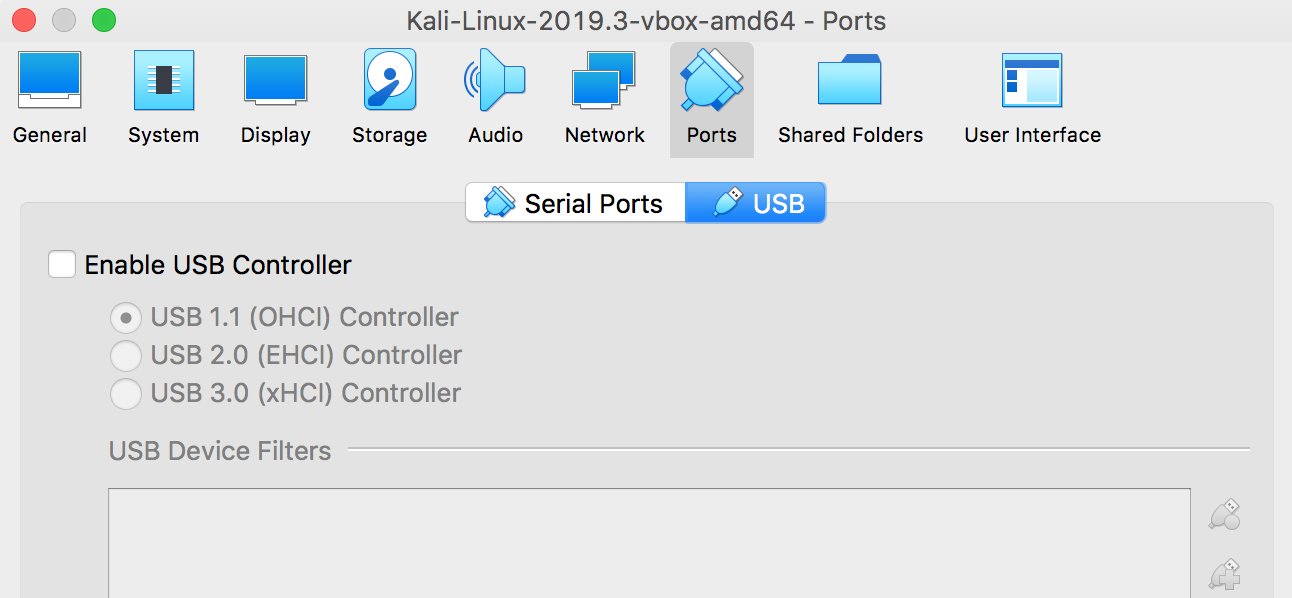 Kali-Linux-2019.3-vbox-amd64 - Ports
General System Display Storage Audio Network Ports Shared Folders User Interface
Serial Ports USB
Enable USB Controller
USB 1.1 (OHCI) Controller
USB 2.0 (EHCI) Controller
USB 3.0 (xHCI) Controller
USB Device Filters